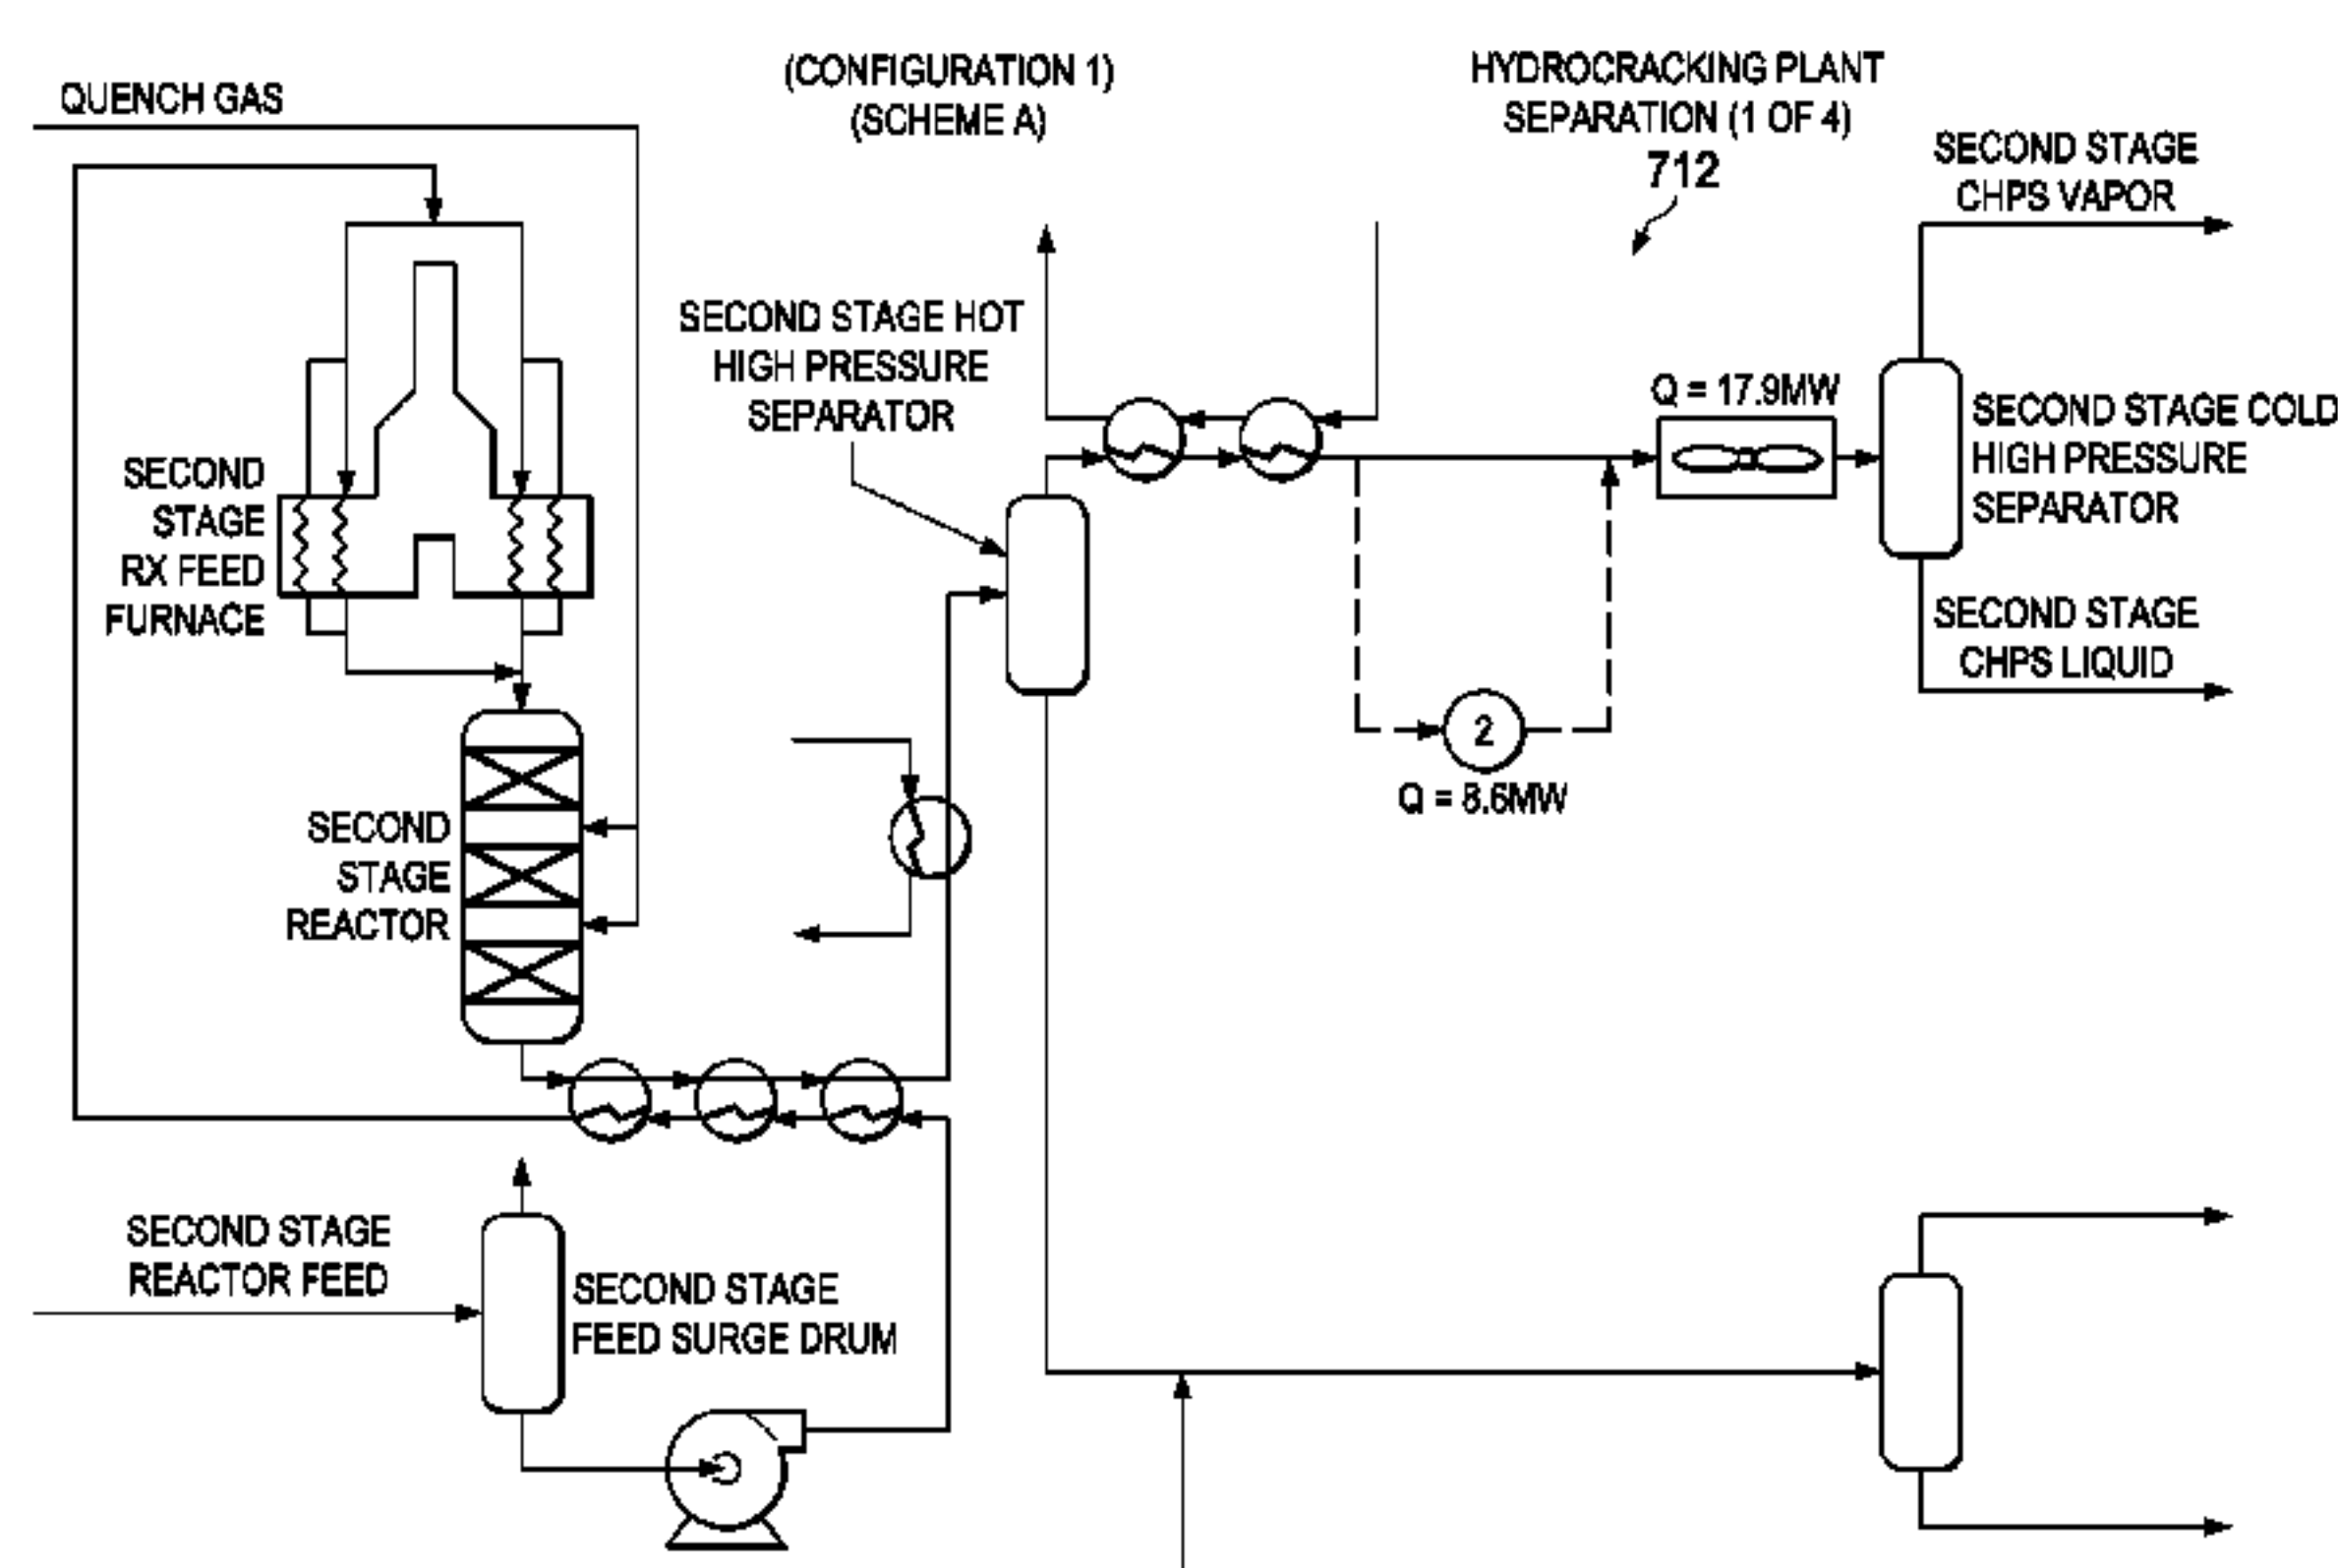 QUENCH GAS
(CONFIGURATION 1)
(SCHEME A)
HYDROCRACKING PLANT
SEPARATION (1 OF 4)
712
SECOND STAGE
CHPS VAPOR
SECOND STAGE HOT
HIGH PRESSURE
SEPARATOR
Q = 17.9MW
SECOND STAGE COLD
HIGH PRESSURE
SEPARATOR
SECOND
STAGE
RX FEED
FURNACE
SECOND STAGE
CHPS LIQUID
2
Q = 8.6MW
SECOND
STAGE
REACTOR
SECOND STAGE
REACTOR FEED
SECOND STAGE
FEED SURGE DRUM